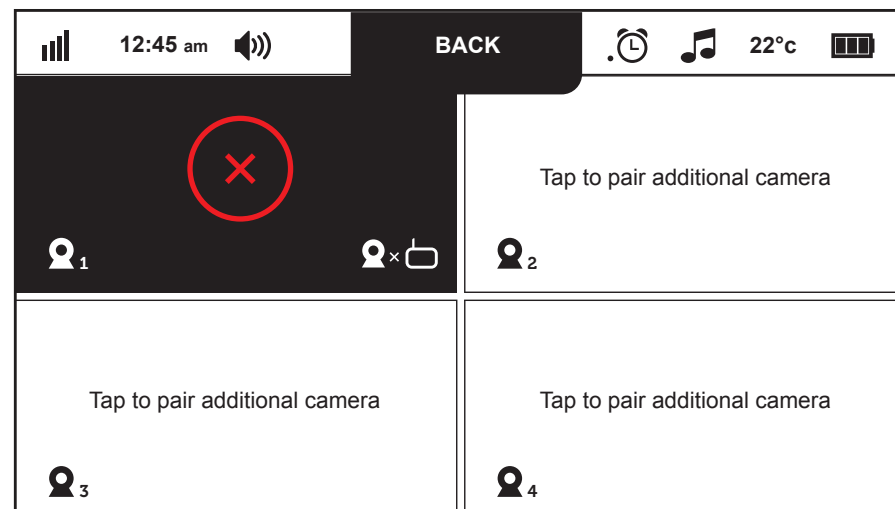 12:45 am BACK 22°c
Tap to pair additional camera
1 2
Tap to pair additional camera Tap to pair additional camera
3 4